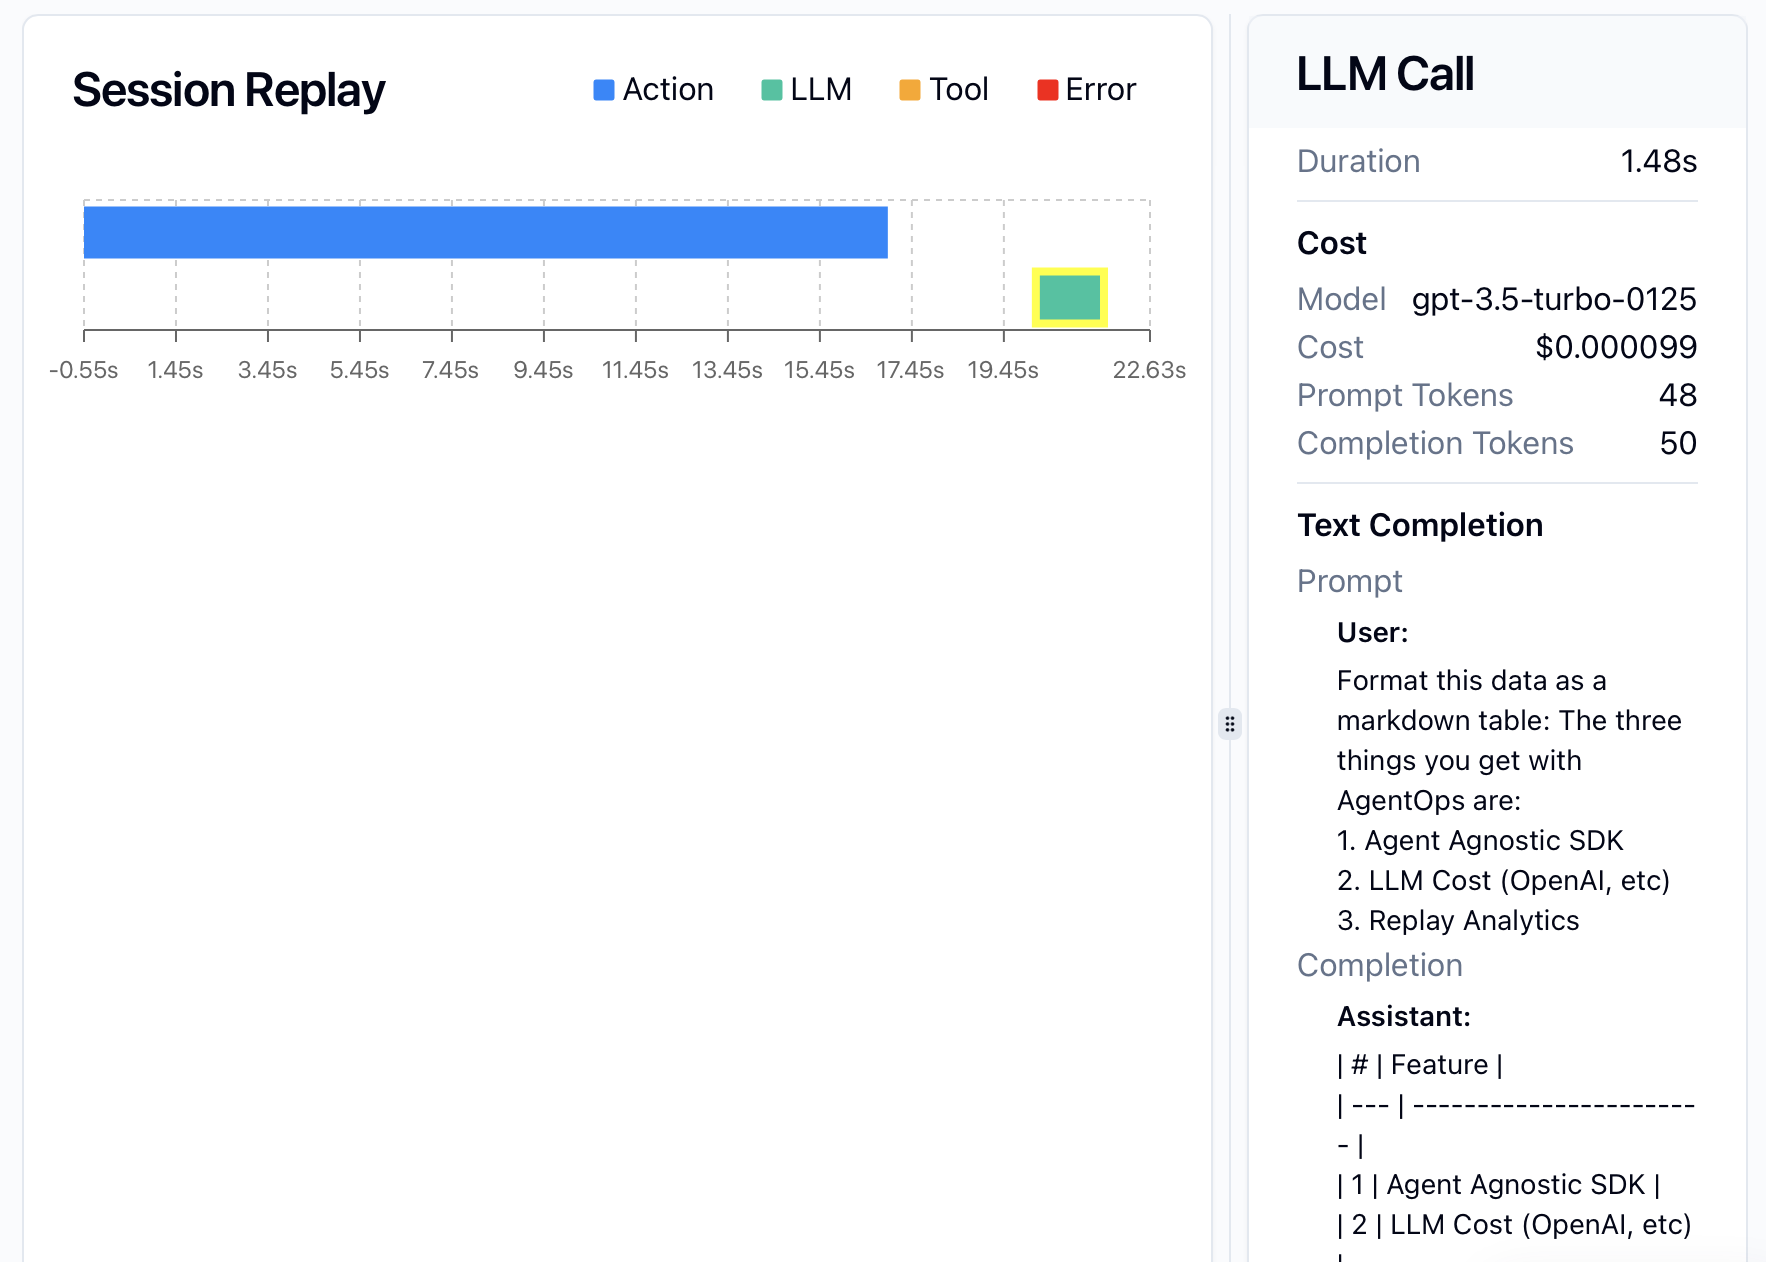 Session Replay
Action
LLM
Tool
Error
-0.55s 1.45s 3.45s 5.45s 7.45s 9.45s 11.45s 13.45s 15.45s 17.45s 19.45s 22.63s
LLM Call
Duration 1.48s
Cost
Model gpt-3.5-turbo-0125
Cost $0.000099
Prompt Tokens 48
Completion Tokens 50
Text Completion
Prompt
User:
Format this data as a
markdown table: The three
things you get with
AgentOps are:
1. Agent Agnostic SDK
2. LLM Cost (OpenAI, etc)
3. Replay Analytics
Completion
Assistant:
| # | Feature |
| --- | ----------------------
- |
| 1 | Agent Agnostic SDK |
| 2 | LLM Cost (OpenAI, etc)
|